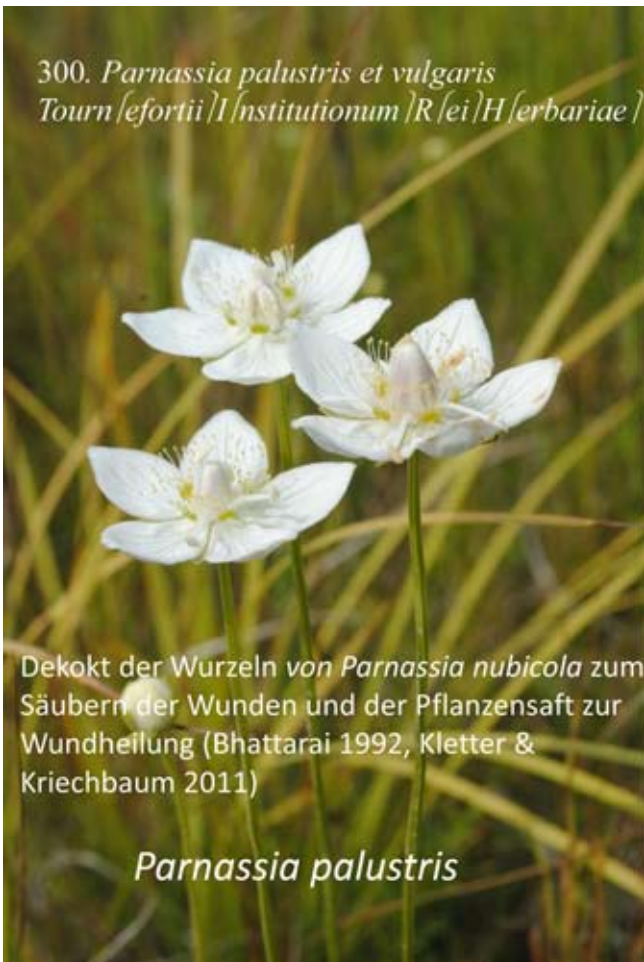 300. Parnassia palustris et vulgaris
Tourn[efortii]I[nstitutionum]R[ei]H[erbariae]
Dekokt der Wurzeln von Parnassia nubicola zum
Säubern der Wunden und der Pflanzensaft zur
Wundheilung (Bhattarai 1992, Kletter &
Kriechbaum 2011)
Parnassia palustris